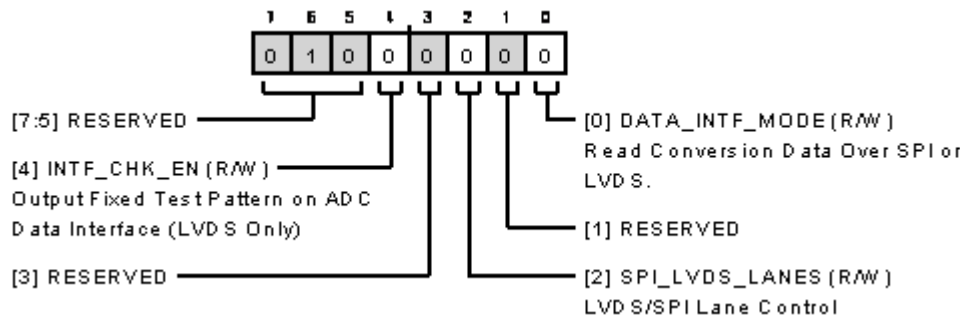 7 6 5 4 3 2 1 0
0 1 0 0 0 0 0 0
[7:5] RESERVED
[4] INTF_CHK_EN (R/W)
Output Fixed Test Pattern on ADC
Data Interface (LVDS Only)
[3] RESERVED
[0] DATA_INTF_MODE (R/W)
Read Conversion Data Over SPI or
LVDS.
[1] RESERVED
[2] SPI_LVDS_LANES (R/W)
LVDS/SPI Lane Control